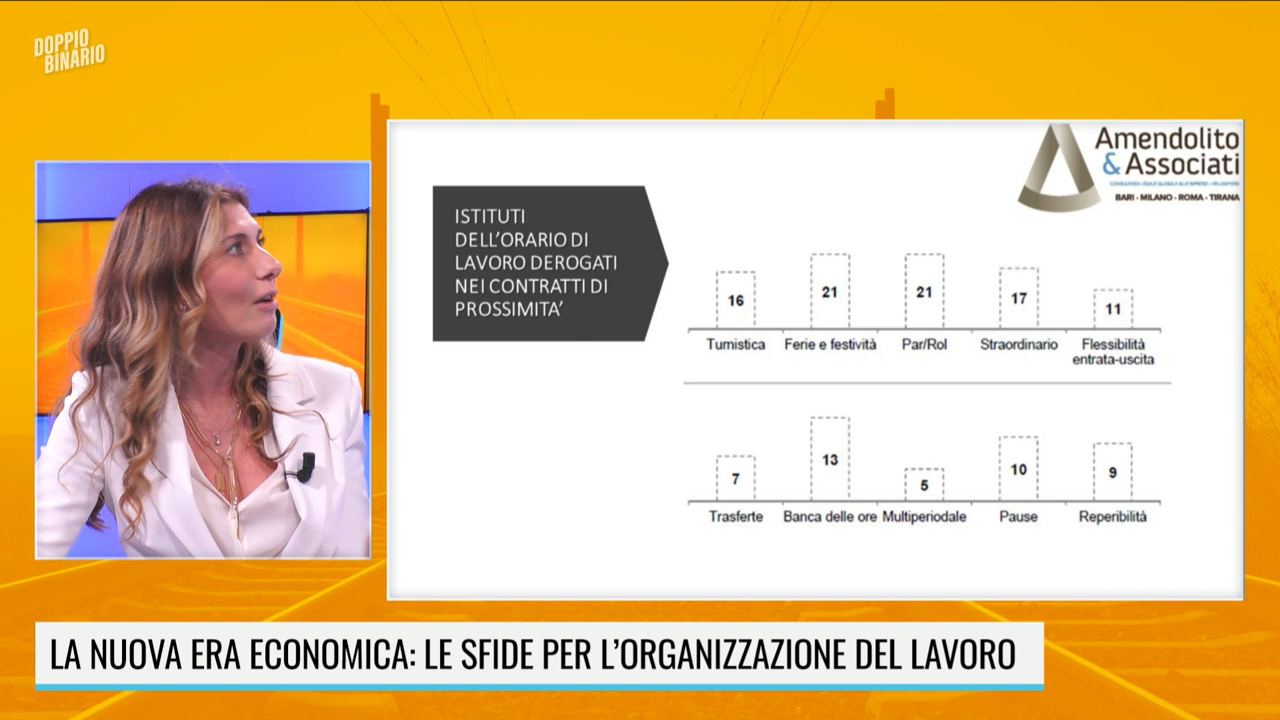 DOPPIO
BINARIO
Amendolito
& Associati
BARI - MILANO - ROMA - TIRANA
ISTITUTI
DELL'ORARIO DI
LAVORO DEROGATI
NEI CONTRATTI DI
PROSSIMITA'
16
21
21
17
11
Turnistica
Ferie e festività
Par/Rol
Straordinario
Flessibilità
entrata-uscita
7
13
5
10
9
Trasferte
Banca delle ore
Multiperiodale
Pause
Reperibilità
LA NUOVA ERA ECONOMICA: LE SFIDE PER L'ORGANIZZAZIONE DEL LAVORO